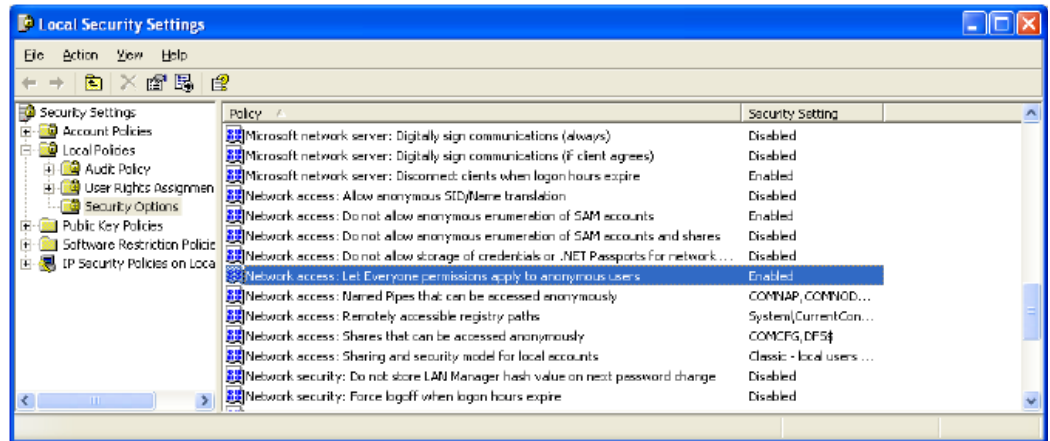 Local Security Settings
File Action View Help
Security Settings
Account Policies
Local Policies
Audit Policy
User Rights Assignmen
Security Options
Public Key Policies
Software Restriction Policie
IP Security Policies on Loca
Policy Security Setting
Microsoft network server: Digitally sign communications (always) Disabled
Microsoft network server: Digitally sign communications (if client agrees) Disabled
Microsoft network server: Disconnect clients when logon hours expire Enabled
Network access: Allow anonymous SID/Name translation Disabled
Network access: Do not allow anonymous enumeration of SAM accounts Enabled
Network access: Do not allow anonymous enumeration of SAM accounts and shares Disabled
Network access: Do not allow storage of credentials or .NET Passports for network ... Disabled
Network access: Let Everyone permissions apply to anonymous users Enabled
Network access: Named Pipes that can be accessed anonymously COMNAP,COMNOD...
Network access: Remotely accessible registry paths System\CurrentCon...
Network access: Shares that can be accessed anonymously COMCFG,DFS$
Network access: Sharing and security model for local accounts Classic - local users ...
Network security: Do not store LAN Manager hash value on next password change Disabled
Network security: Force logoff when logon hours expire Disabled